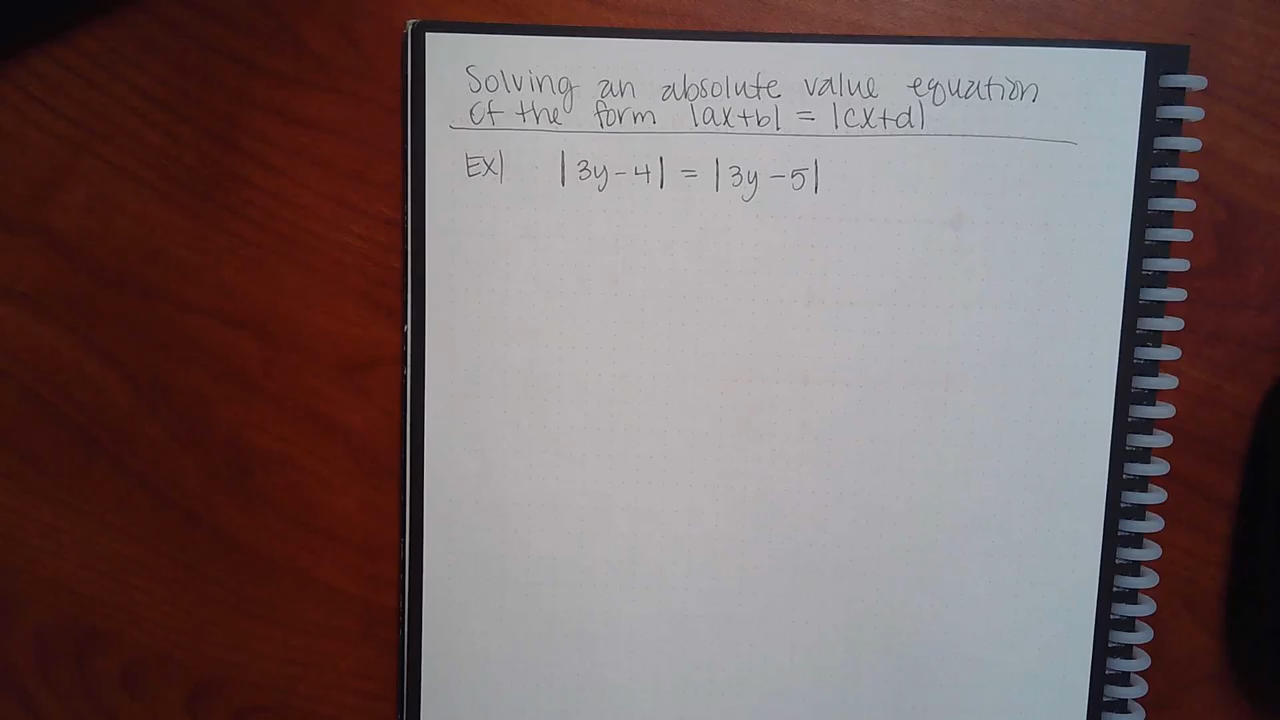 Solving an absolute value equation
of the form |ax+b| = |cx+d|
EX| |3y-4| = |3y-5|